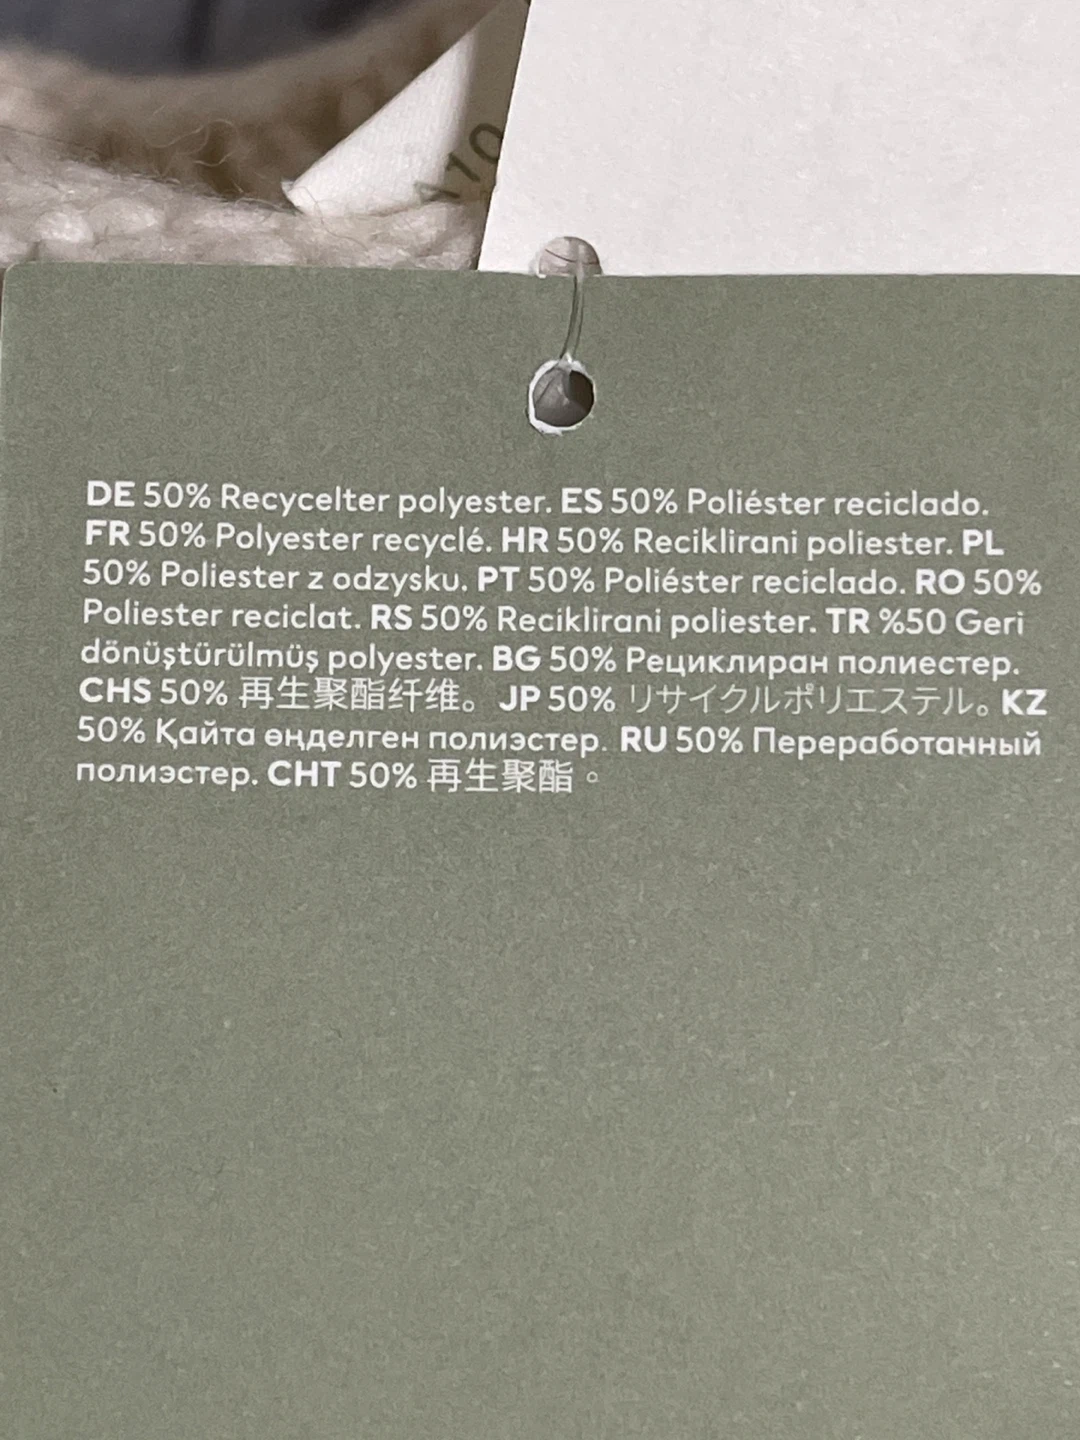 A10
DE 50% Recycelter polyester. ES 50% Poliéster reciclado.
FR 50% Polyester recyclé. HR 50% Reciklirani poliester. PL
50% Poliester z odzysku. PT 50% Poliéster reciclado. RO 50%
Poliester reciclat. RS 50% Reciklirani poliester. TR %50 Geri
dönüştürülmüş polyester. BG 50% Рециклиран полиестер.
CHS 50% 再生聚酯纤维。 JP 50% リサイクルポリエステル。 KZ
50% Қайта өңделген полиэстер. RU 50% Переработанный
полиэстер. CHT 50% 再生聚酯。